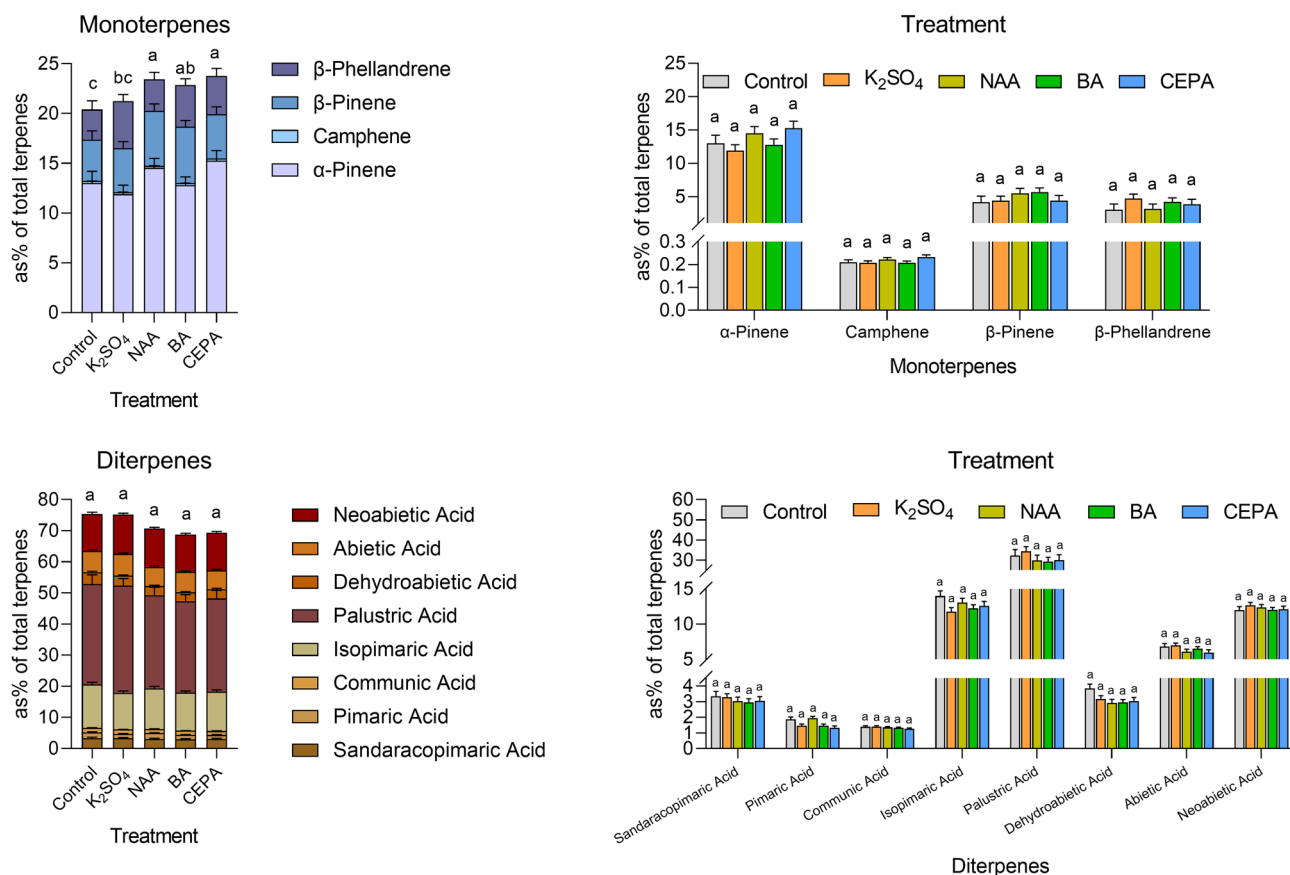 Monoterpenes
as% of total terpenes
25
20
15
10
5
0
c
bc
a
ab
a
Control
K₂SO₄
NAA
BA
CEPA
Treatment
β-Phellandrene
β-Pinene
Camphene
α-Pinene
Treatment
Control
K₂SO₄
NAA
BA
CEPA
as% of total terpenes
25
20
15
10
5
0.3
0.2
0.1
0.0
a a a a a
a a a a a
a a a a a
a a a a a
α-Pinene
Camphene
β-Pinene
β-Phellandrene
Monoterpenes
Diterpenes
as% of total terpenes
80
70
60
50
40
30
20
10
0
a
a
a
a
a
Control
K₂SO₄
NAA
BA
CEPA
Treatment
Neoabietic Acid
Abietic Acid
Dehydroabietic Acid
Palustric Acid
Isopimaric Acid
Communic Acid
Pimaric Acid
Sandaracopimaric Acid
Treatment
Control
K₂SO₄
NAA
BA
CEPA
as% of total terpenes
60
50
40
30
15
10
5
4
3
2
1
0
a a a a a
a a a a a
a a a a a
a a a a a
a a a a a
a a a a a
a a a a a
a a a a a
Sandaracopimaric Acid
Pimaric Acid
Communic Acid
Isopimaric Acid
Palustric Acid
Dehydroabietic Acid
Abietic Acid
Neoabietic Acid
Diterpenes